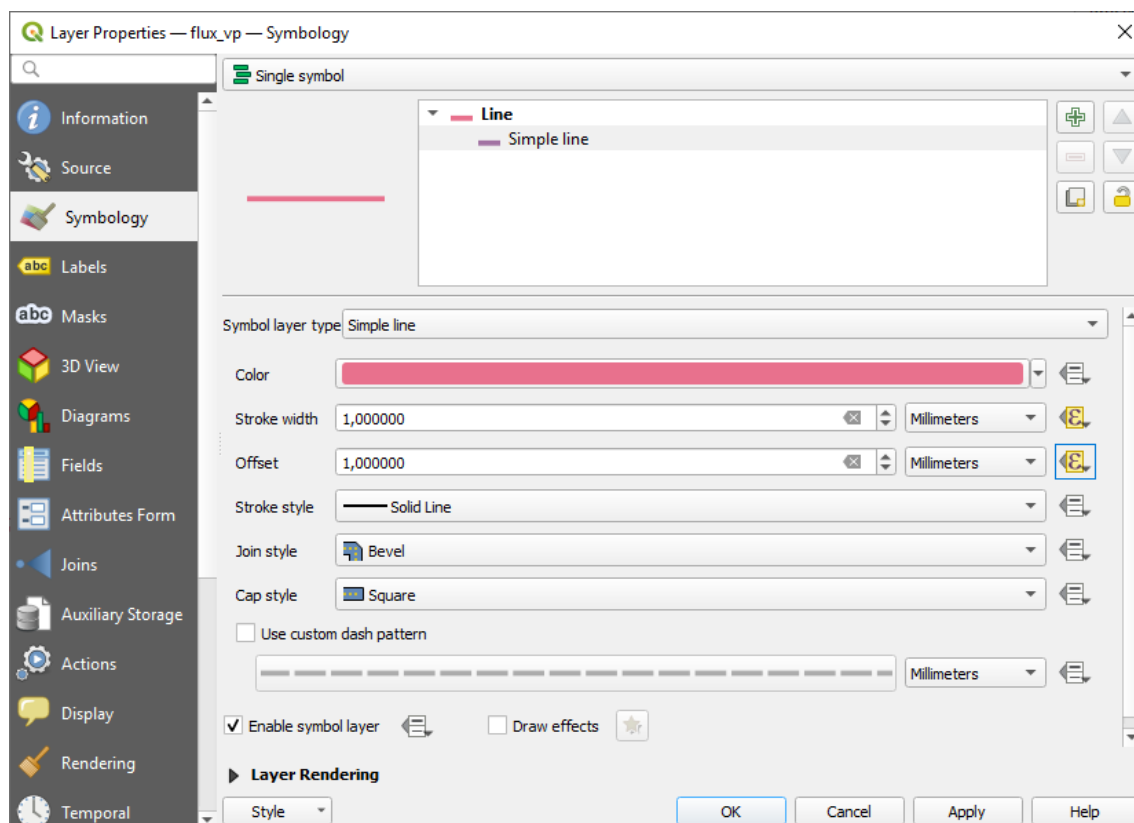 Layer Properties — flux_vp — Symbology
Single symbol
Information
Source
Symbology
abc Labels
abc Masks
3D View
Diagrams
Fields
Attributes Form
Joins
Auxiliary Storage
Actions
Display
Rendering
Temporal
Line
Simple line
Symbol layer type Simple line
Color
Stroke width 1,000000 Millimeters ε
Offset 1,000000 Millimeters ε
Stroke style Solid Line
Join style Bevel
Cap style Square
Use custom dash pattern
Millimeters
Enable symbol layer Draw effects
Layer Rendering
Style OK Cancel Apply Help